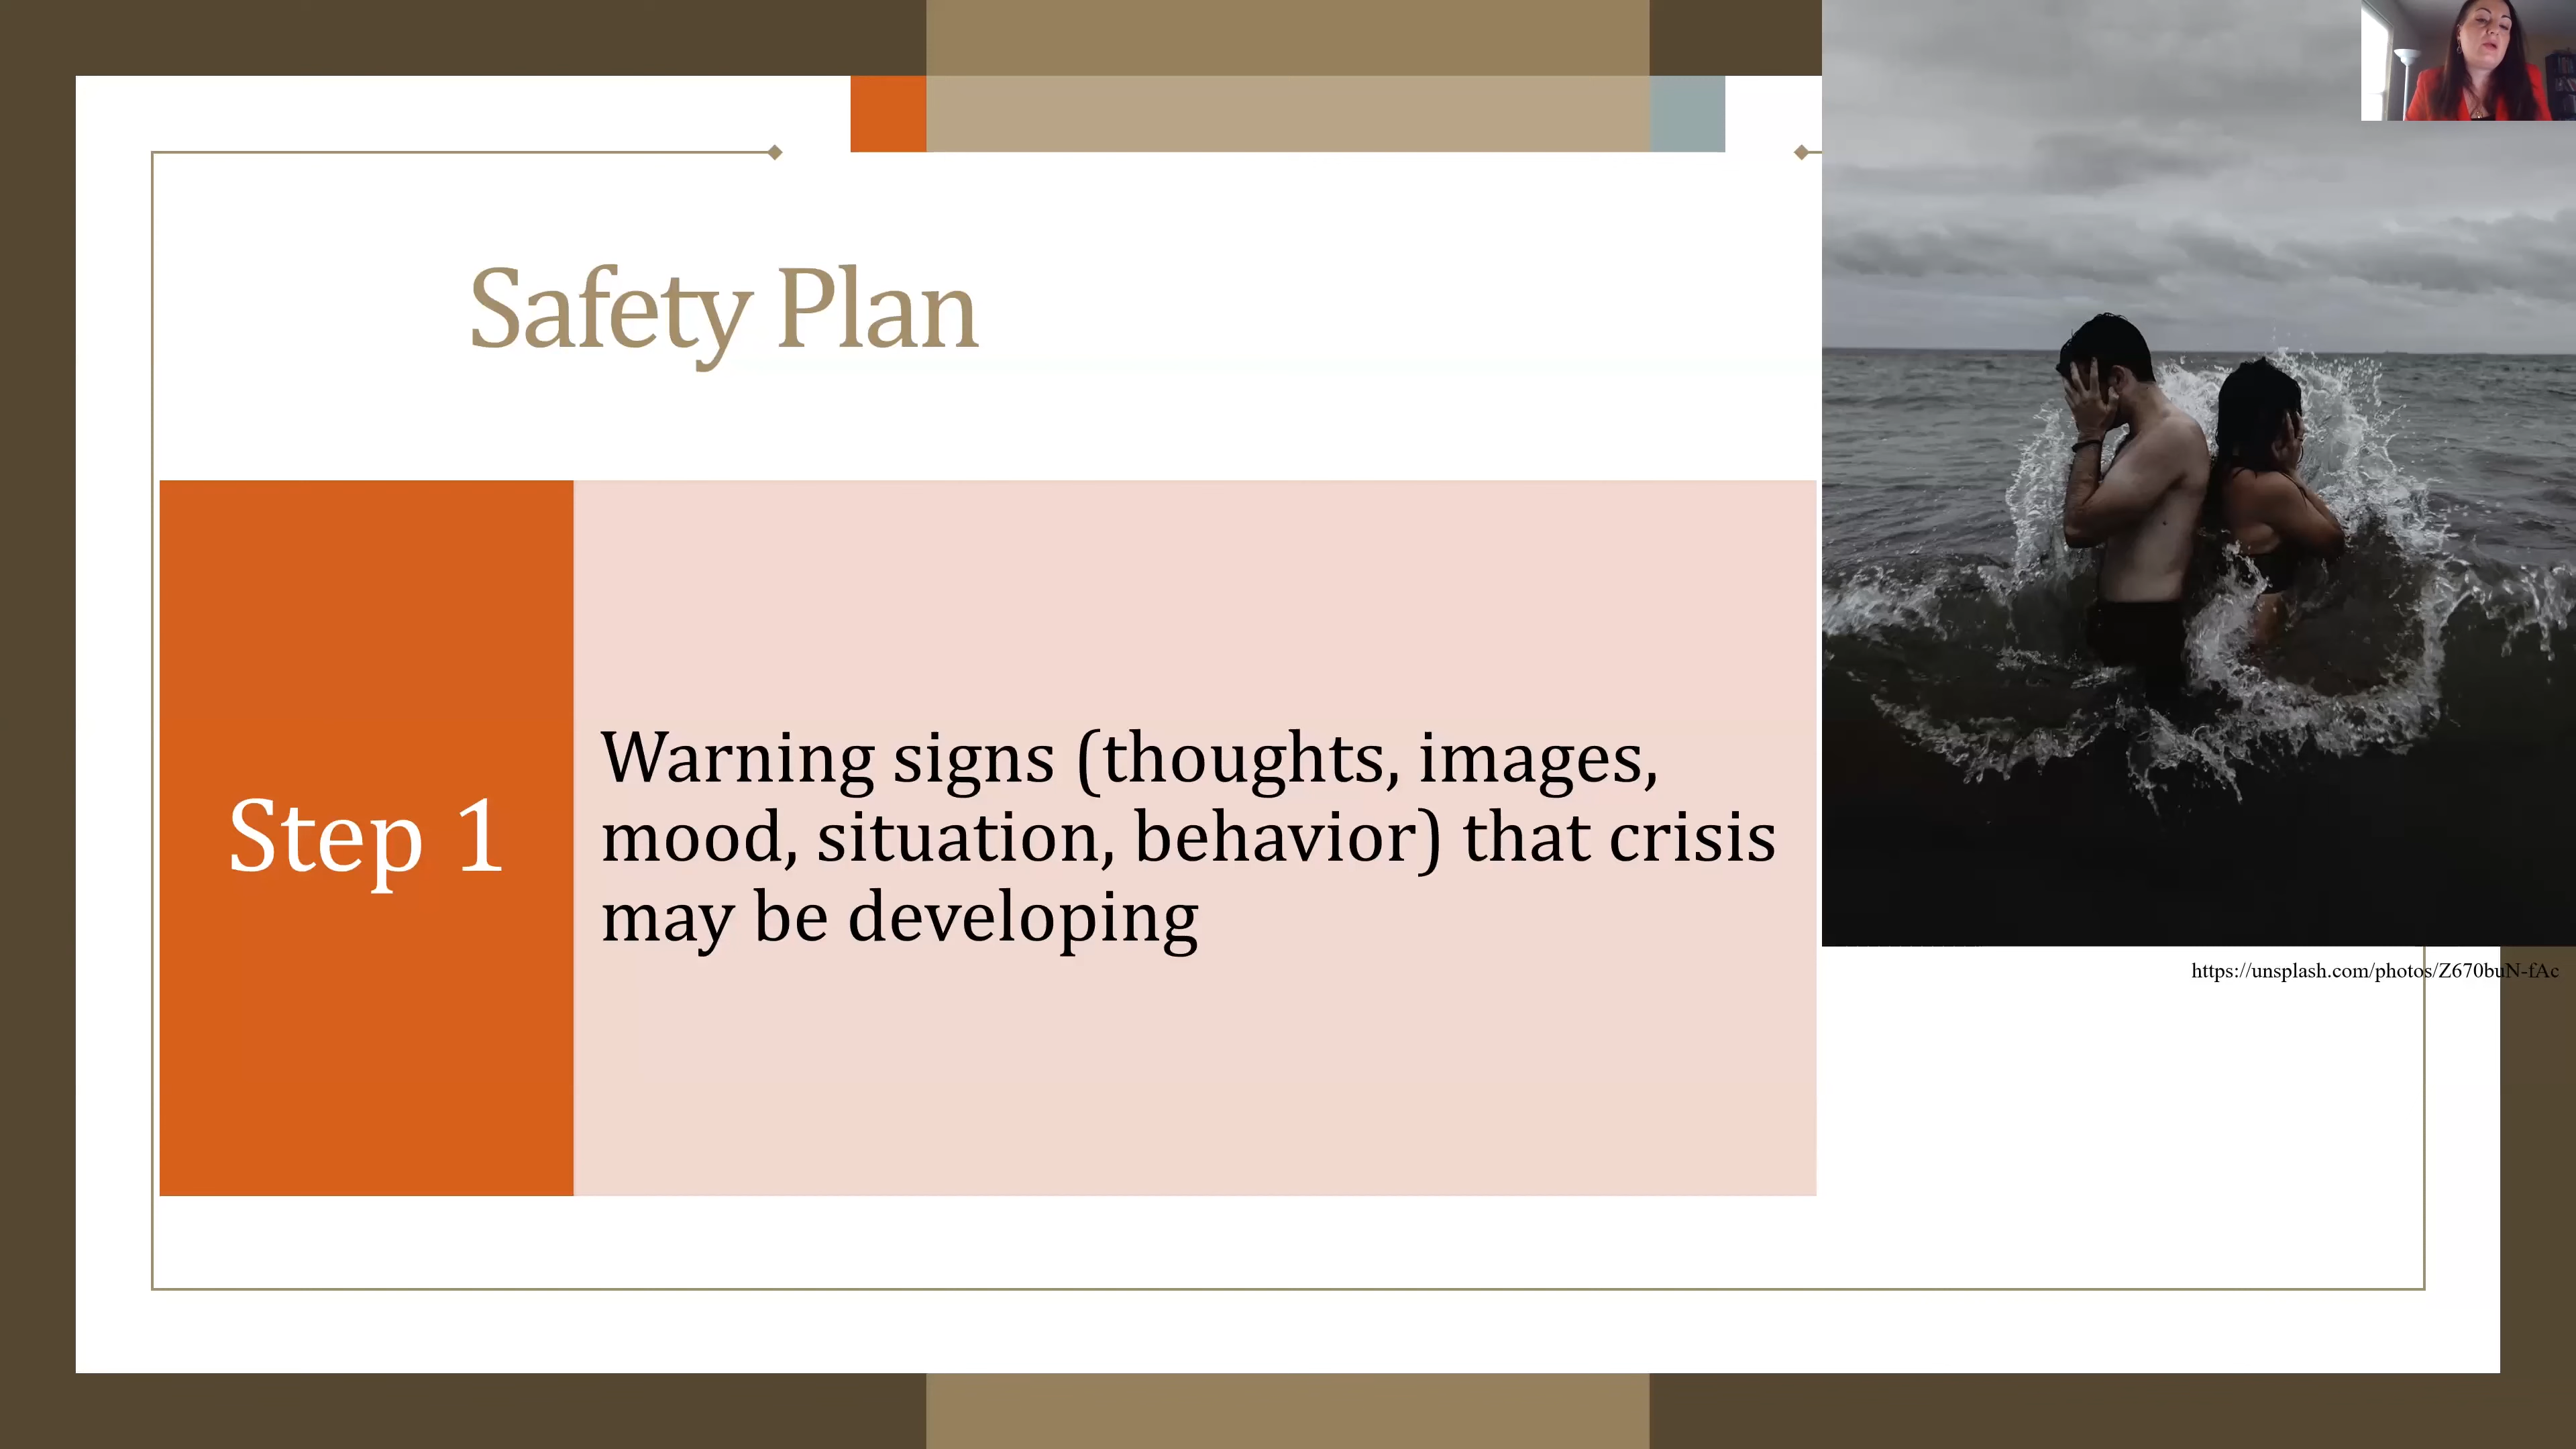 Safety Plan
Step 1
Warning signs (thoughts, images,
mood, situation, behavior) that crisis
may be developing
https://unsplash.com/photos/Z670buN-fAc